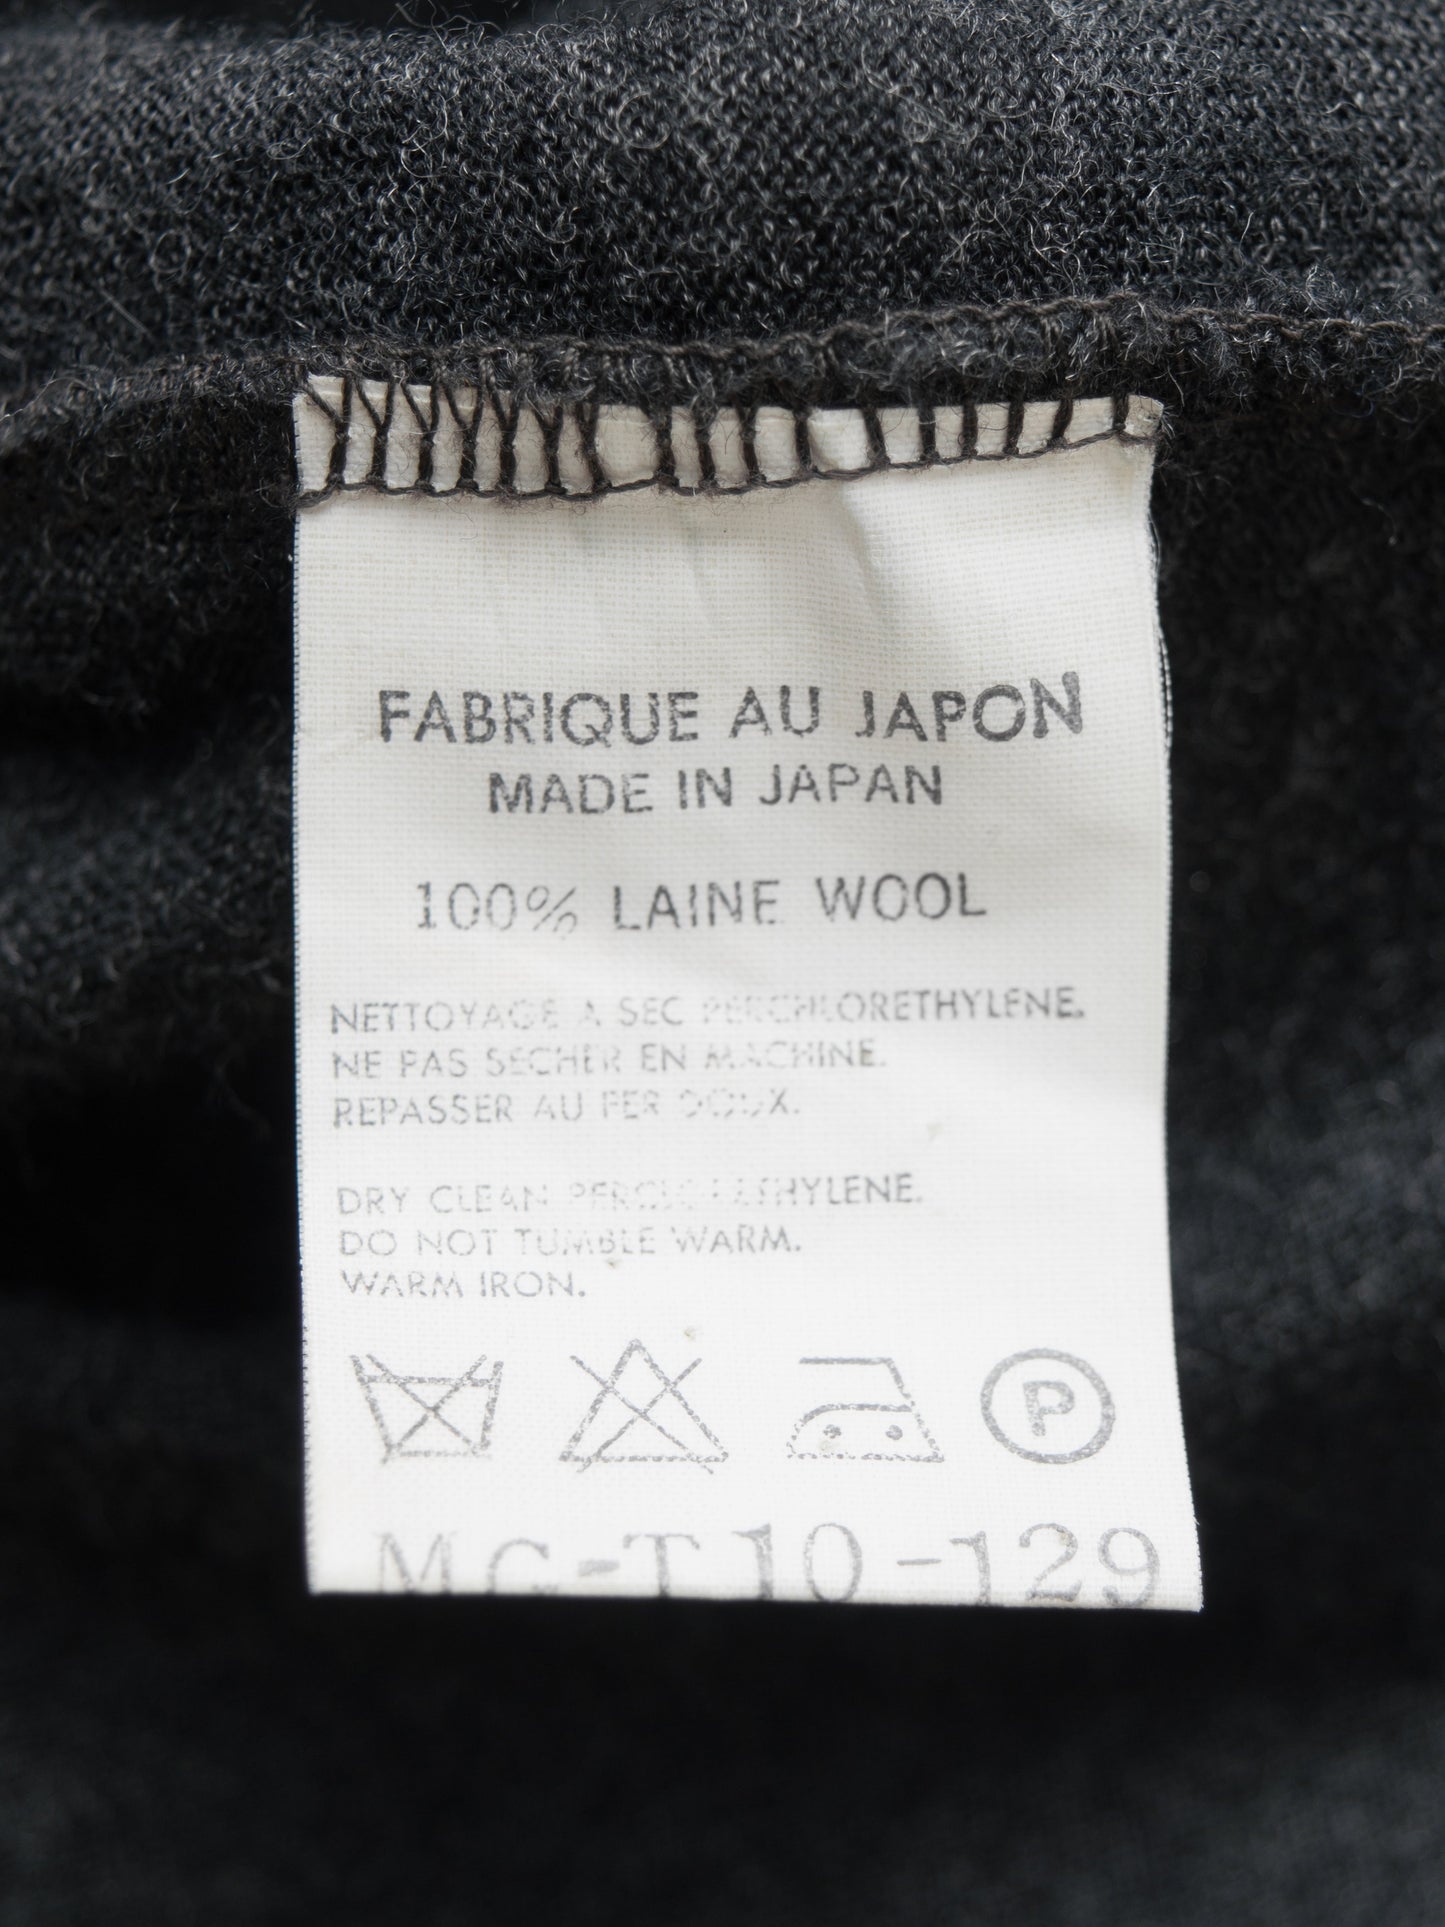 FABRIQUE AU JAPON
MADE IN JAPAN
100% LAINE WOOL
NETTOYAGE A SEC PERCHLORETHYLENE.
NE PAS SECHER EN MACHINE.
REPASSER AU FER DOUX.
DRY CLEAN PERCHLORETHYLENE.
DO NOT TUMBLE WARM.
WARM IRON.
P
MC-T10-129